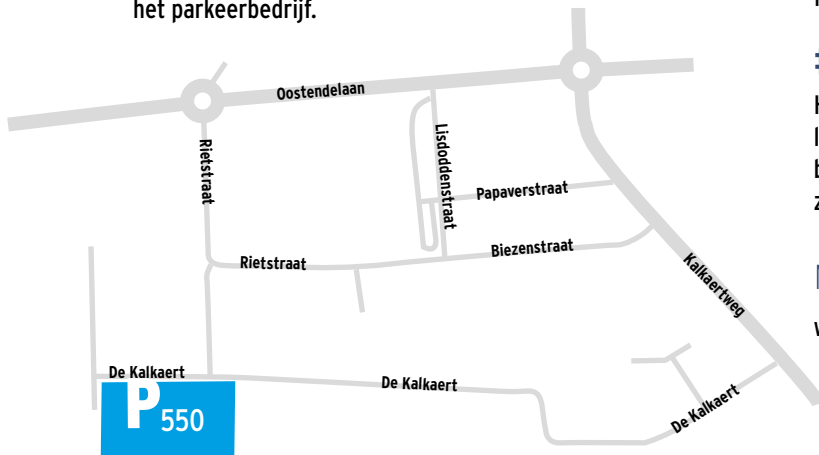 het parkeerbedrijf.
Oostendelaan
Rietstraat
Lisdoddenstraat
Papaverstraat
Rietstraat
Biezenstraat
Kalkaertweg
De Kalkaert
De Kalkaert
De Kalkaert
P 550